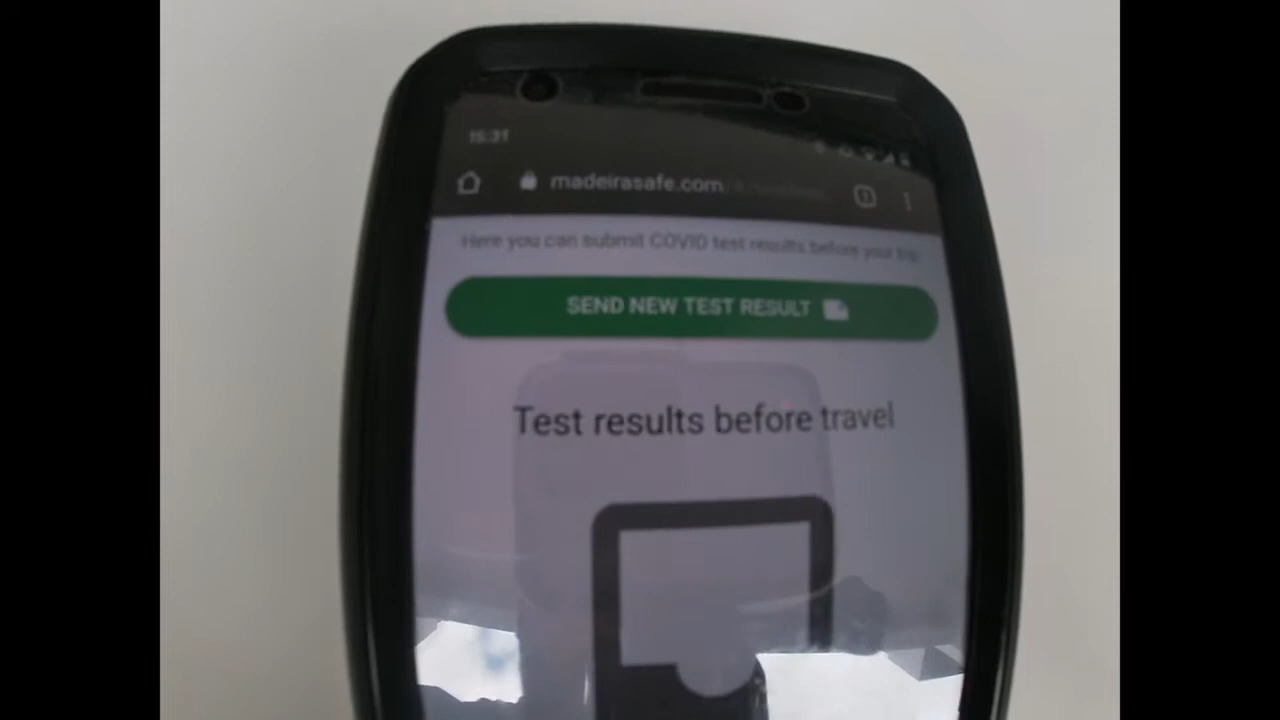 15:31
madeirasafe.com
Here you can submit COVID test results before your trip
SEND NEW TEST RESULT
Test results before travel